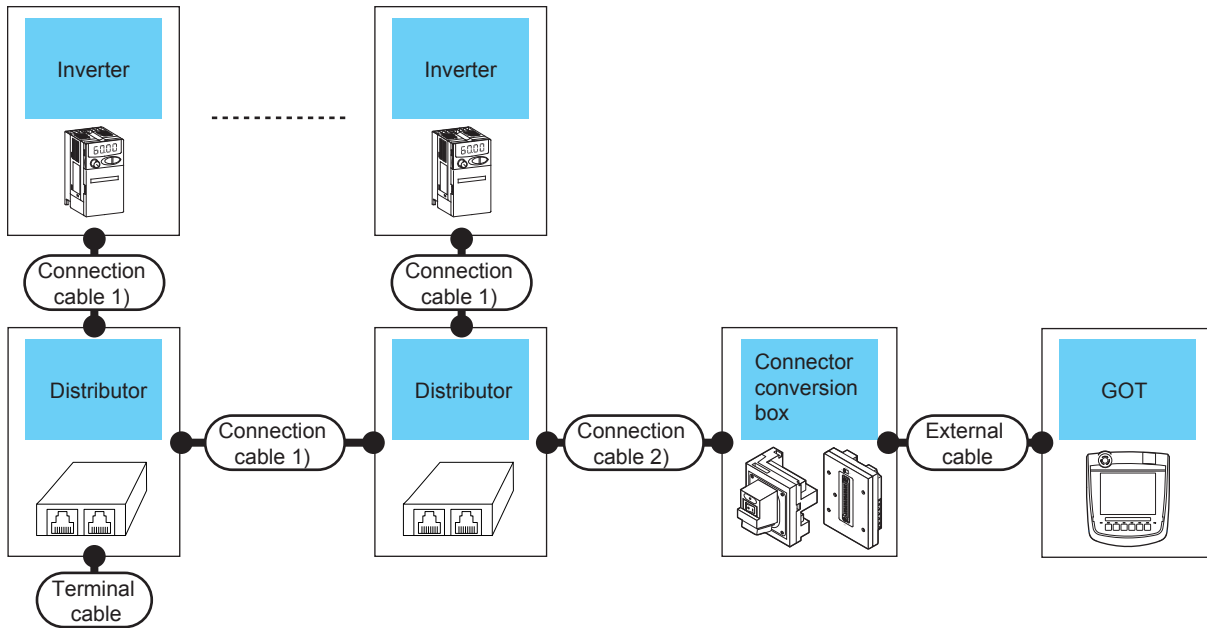 Inverter
Inverter
60.00
60.00
Connection
cable 1)
Connection
cable 1)
Distributor
Distributor
Connector
conversion
box
GOT
Connection
cable 1)
Connection
cable 2)
External
cable
Terminal
cable